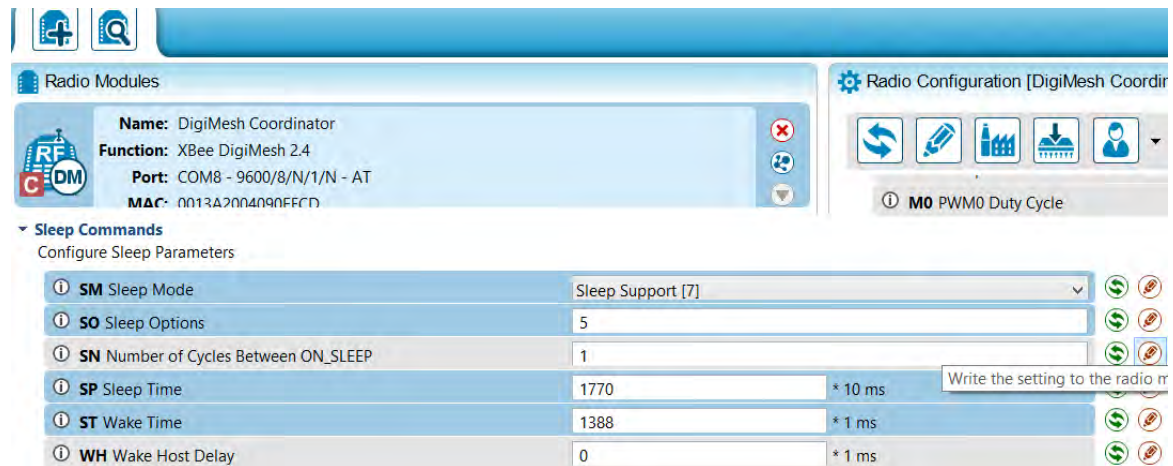 Radio Modules
Name: DigiMesh Coordinator
Function: XBee DigiMesh 2.4
Port: COM8 - 9600/8/N/1/N - AT
MAC: 0013A2004090EFCD
RF
C DM
Radio Configuration [DigiMesh Coordin
M0 PWM0 Duty Cycle
Sleep Commands
Configure Sleep Parameters
SM Sleep Mode Sleep Support [7]
SO Sleep Options 5
SN Number of Cycles Between ON_SLEEP 1
Write the setting to the radio m
SP Sleep Time 1770 * 10 ms
ST Wake Time 1388 * 1 ms
WH Wake Host Delay 0 * 1 ms